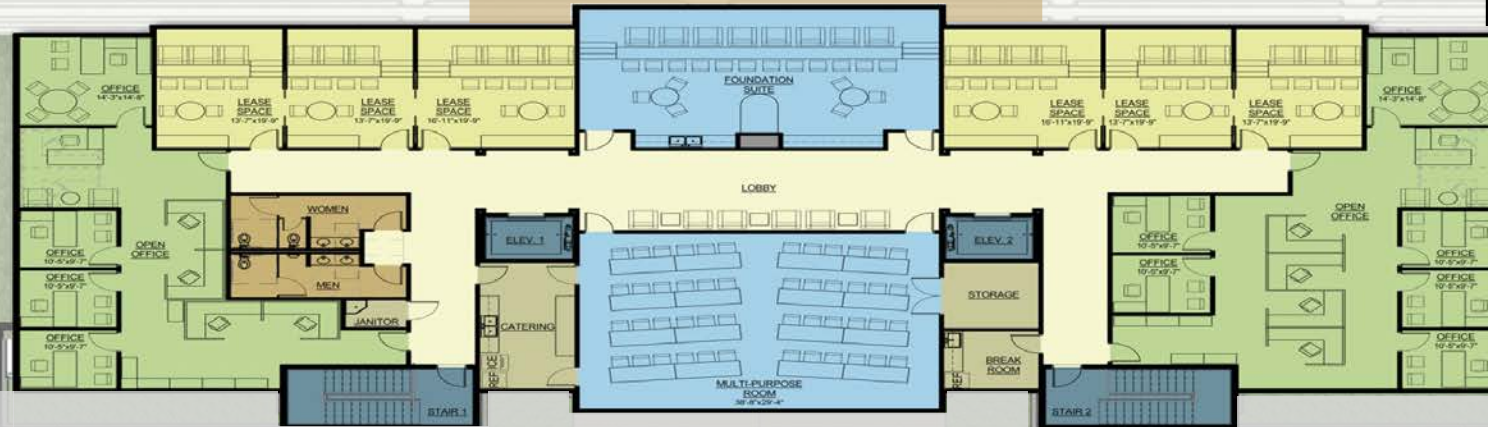 OFFICE
14'-3"x14'-8"
LEASE
SPACE
13'-7"x19'-9"
LEASE
SPACE
13'-7"x19'-9"
LEASE
SPACE
16'-11"x19'-9"
FOUNDATION
SUITE
LEASE
SPACE
16'-11"x19'-9"
LEASE
SPACE
13'-7"x19'-9"
LEASE
SPACE
13'-7"x19'-9"
OFFICE
14'-3"x14'-8"
LOBBY
WOMEN
MEN
JANITOR
OPEN
OFFICE
OFFICE
10'-5"x9'-7"
OFFICE
10'-5"x9'-7"
OFFICE
10'-5"x9'-7"
ELEV. 1
CATERING
ICE
REF
STAIR 1
MULTI-PURPOSE
ROOM
ELEV. 2
STORAGE
BREAK
ROOM
REF
STAIR 2
OFFICE
10'-5"x9'-7"
OFFICE
10'-5"x9'-7"
OPEN
OFFICE
OFFICE
10'-5"x9'-7"
OFFICE
10'-5"x9'-7"
OFFICE
10'-5"x9'-7"